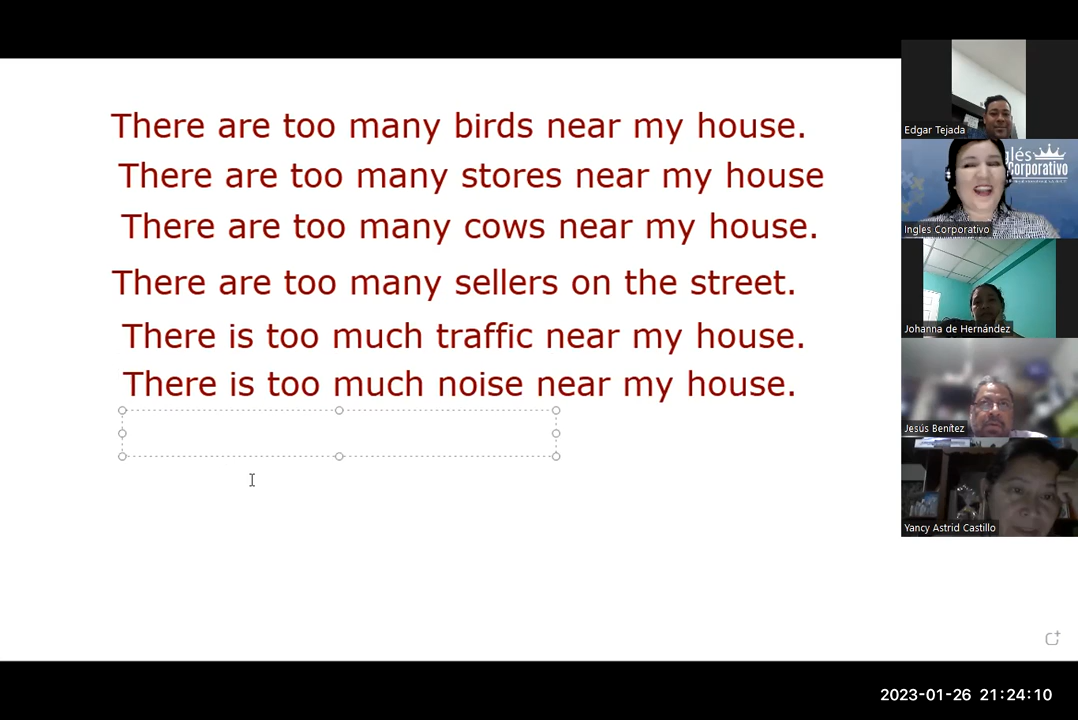 There are too many birds near my house.
There are too many stores near my house
There are too many cows near my house.
There are too many sellers on the street.
There is too much traffic near my house.
There is too much noise near my house.
Edgar Tejada
glés
Corporativo
Ingles Corporativo
Johanna de Hernández
Jesús Benítez
Yancy Astrid Castillo
2023-01-26 21:24:10